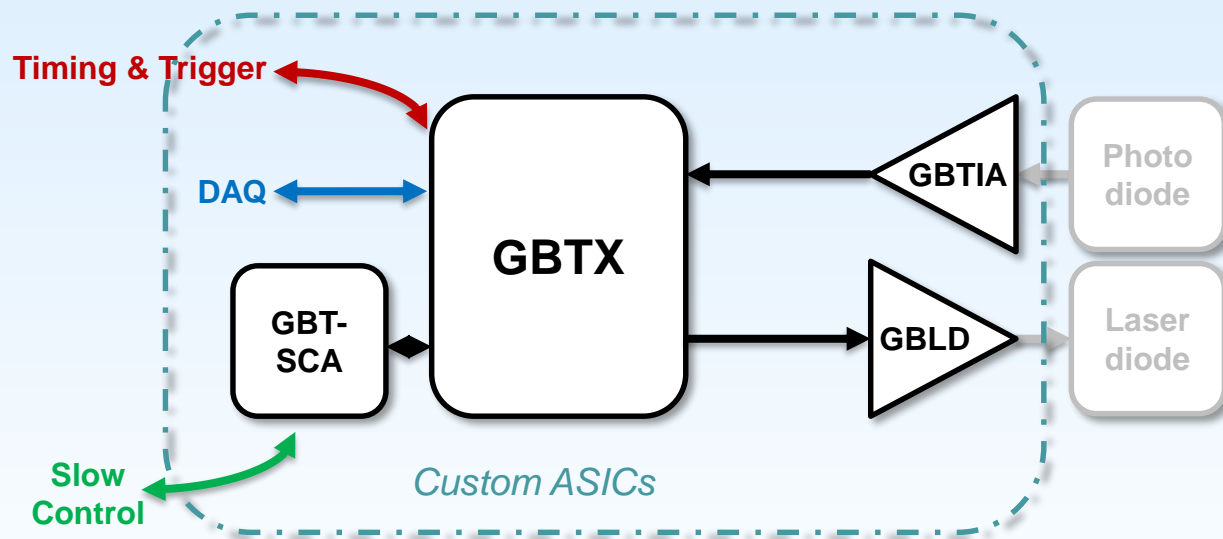 Timing & Trigger
DAQ
GBTX
GBT-
SCA
GBTIA
Photo
diode
GBLD
Laser
diode
Slow
Control
Custom ASICs